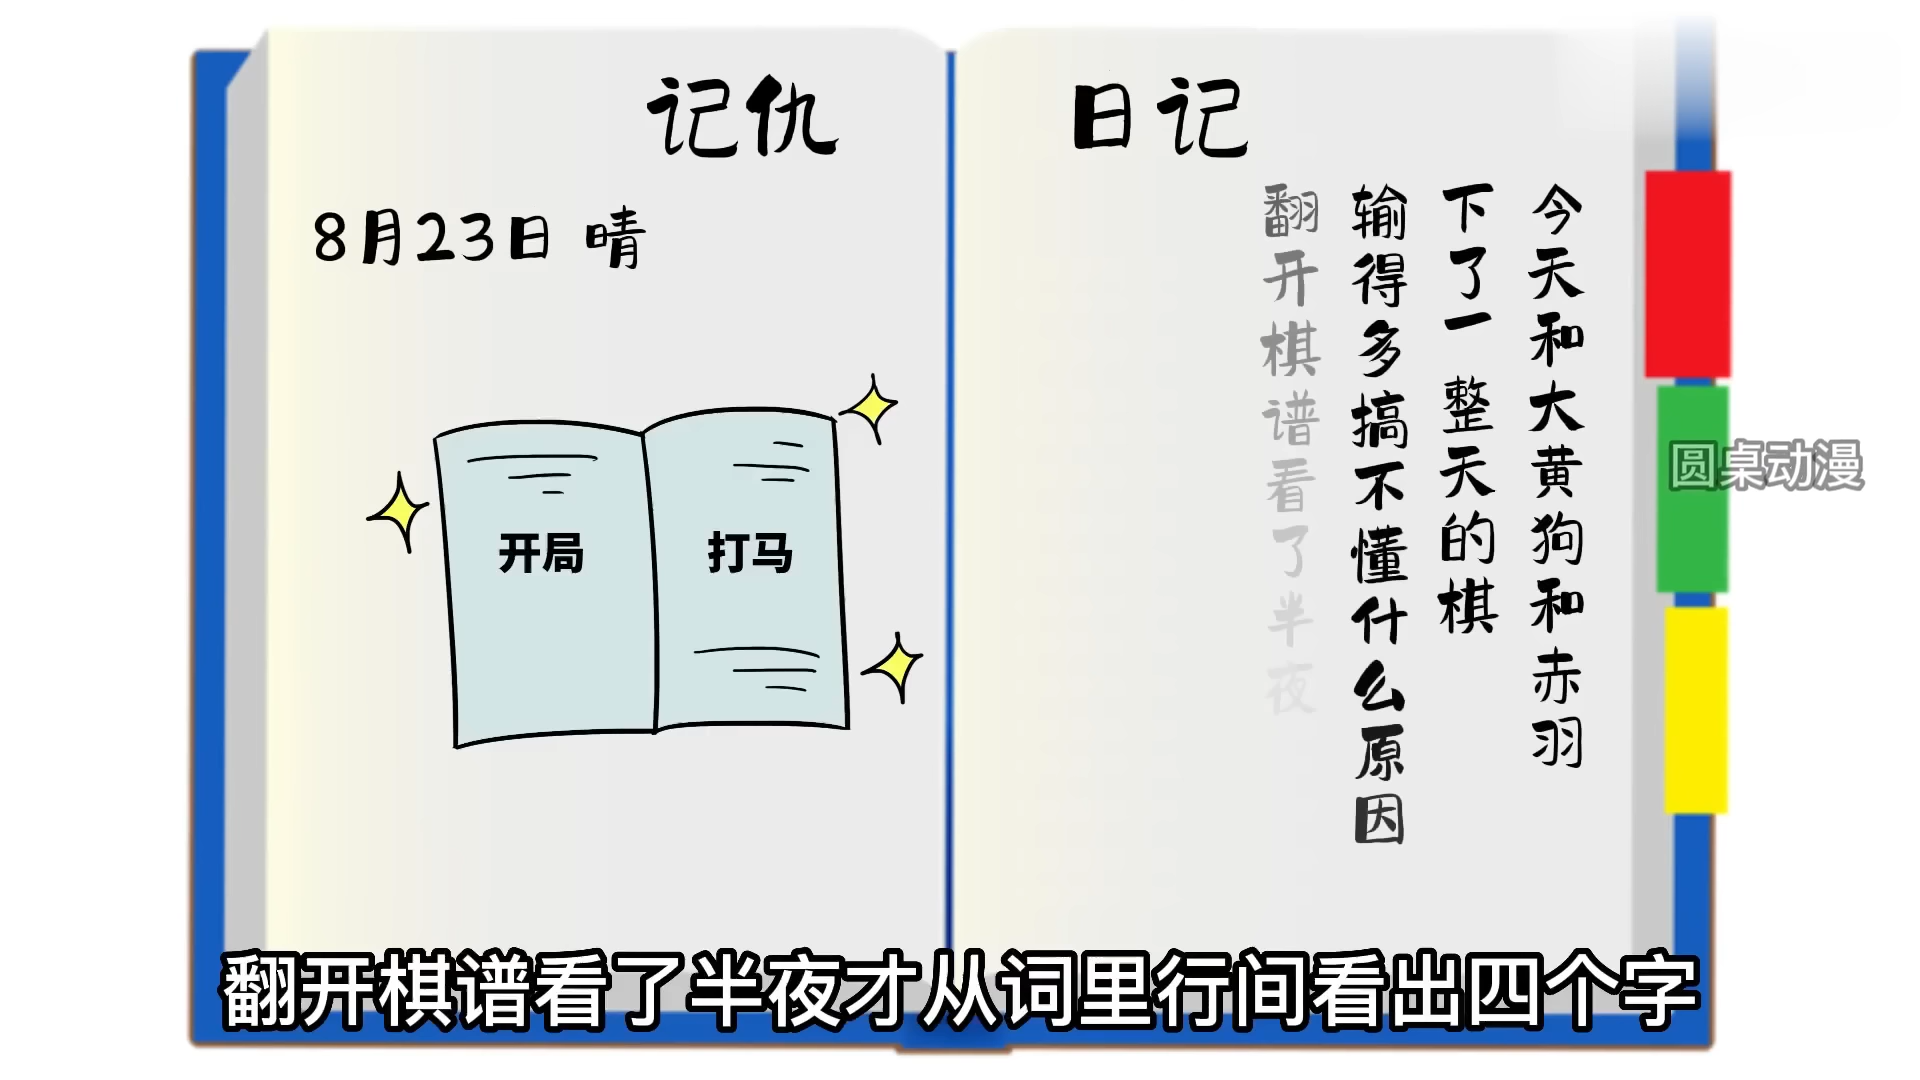 记仇日记
8月23日 晴
开局
打马
今天和大黄狗和赤羽
下了一整天的棋
输得多搞不懂什么原因
翻开棋谱看了半夜
圆桌动漫
翻开棋谱看了半夜才从词里行间看出四个字